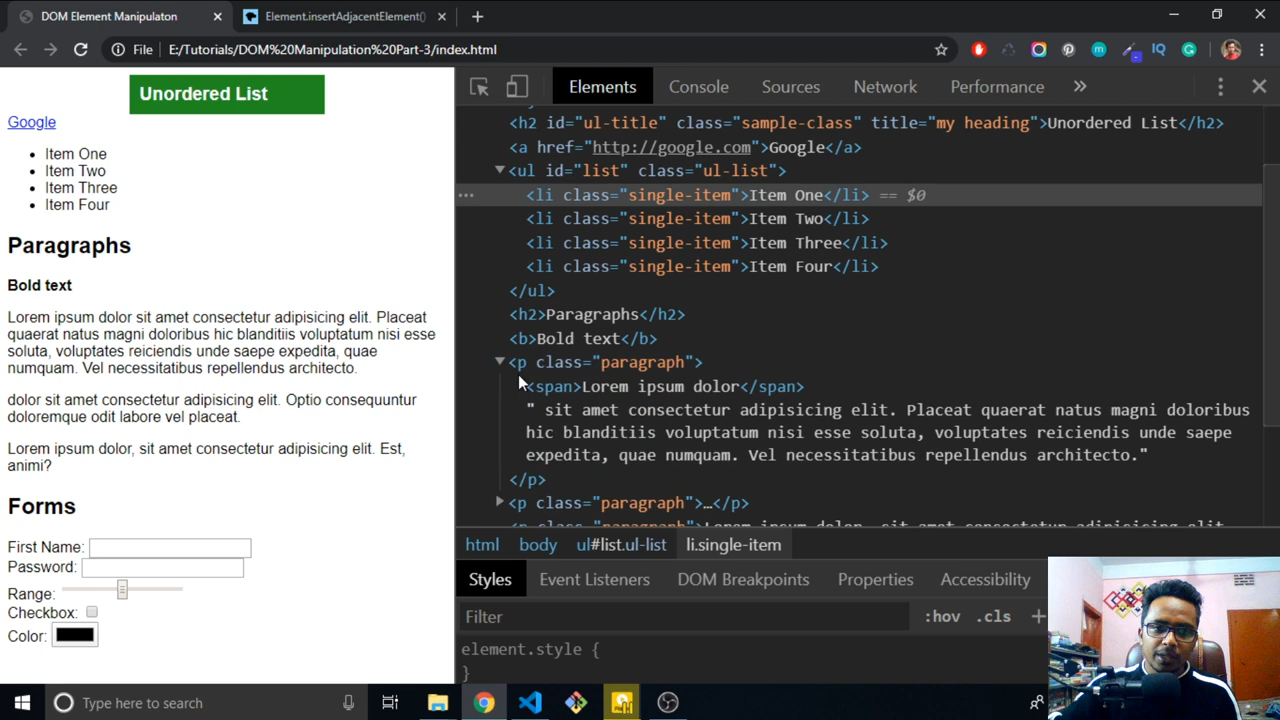 DOM Element Manipulaton
Element.insertAdjacentElement()
File E:/Tutorials/DOM%20Manipulation%20Part-3/index.html
Unordered List
Google
Item One
Item Two
Item Three
Item Four
Paragraphs
Bold text
Lorem ipsum dolor sit amet consectetur adipisicing elit. Placeat
quaerat natus magni doloribus hic blanditiis voluptatum nisi esse
soluta, voluptates reiciendis unde saepe expedita, quae
numquam. Vel necessitatibus repellendus architecto.
dolor sit amet consectetur adipisicing elit. Optio consequuntur
doloremque odit labore vel placeat.
Lorem ipsum dolor, sit amet consectetur adipisicing elit. Est,
animi?
Forms
First Name:
Password:
Range:
Checkbox:
Color:
Elements Console Sources Network Performance
<h2 id="ul-title" class="sample-class" title="my heading">Unordered List</h2>
<a href="http://google.com">Google</a>
<ul id="list" class="ul-list">
<li class="single-item">Item One</li> == $0
<li class="single-item">Item Two</li>
<li class="single-item">Item Three</li>
<li class="single-item">Item Four</li>
</ul>
<h2>Paragraphs</h2>
<b>Bold text</b>
<p class="paragraph">
<span>Lorem ipsum dolor</span>
" sit amet consectetur adipisicing elit. Placeat quaerat natus magni doloribus
hic blanditiis voluptatum nisi esse soluta, voluptates reiciendis unde saepe
expedita, quae numquam. Vel necessitatibus repellendus architecto."
</p>
<p class="paragraph">…</p>
<p class="paragraph">Lorem ipsum dolor, sit amet consectetur adipisicing elit.
html body ul#list.ul-list li.single-item
Styles Event Listeners DOM Breakpoints Properties Accessibility
Filter :hov .cls +
element.style {
}
Type here to search